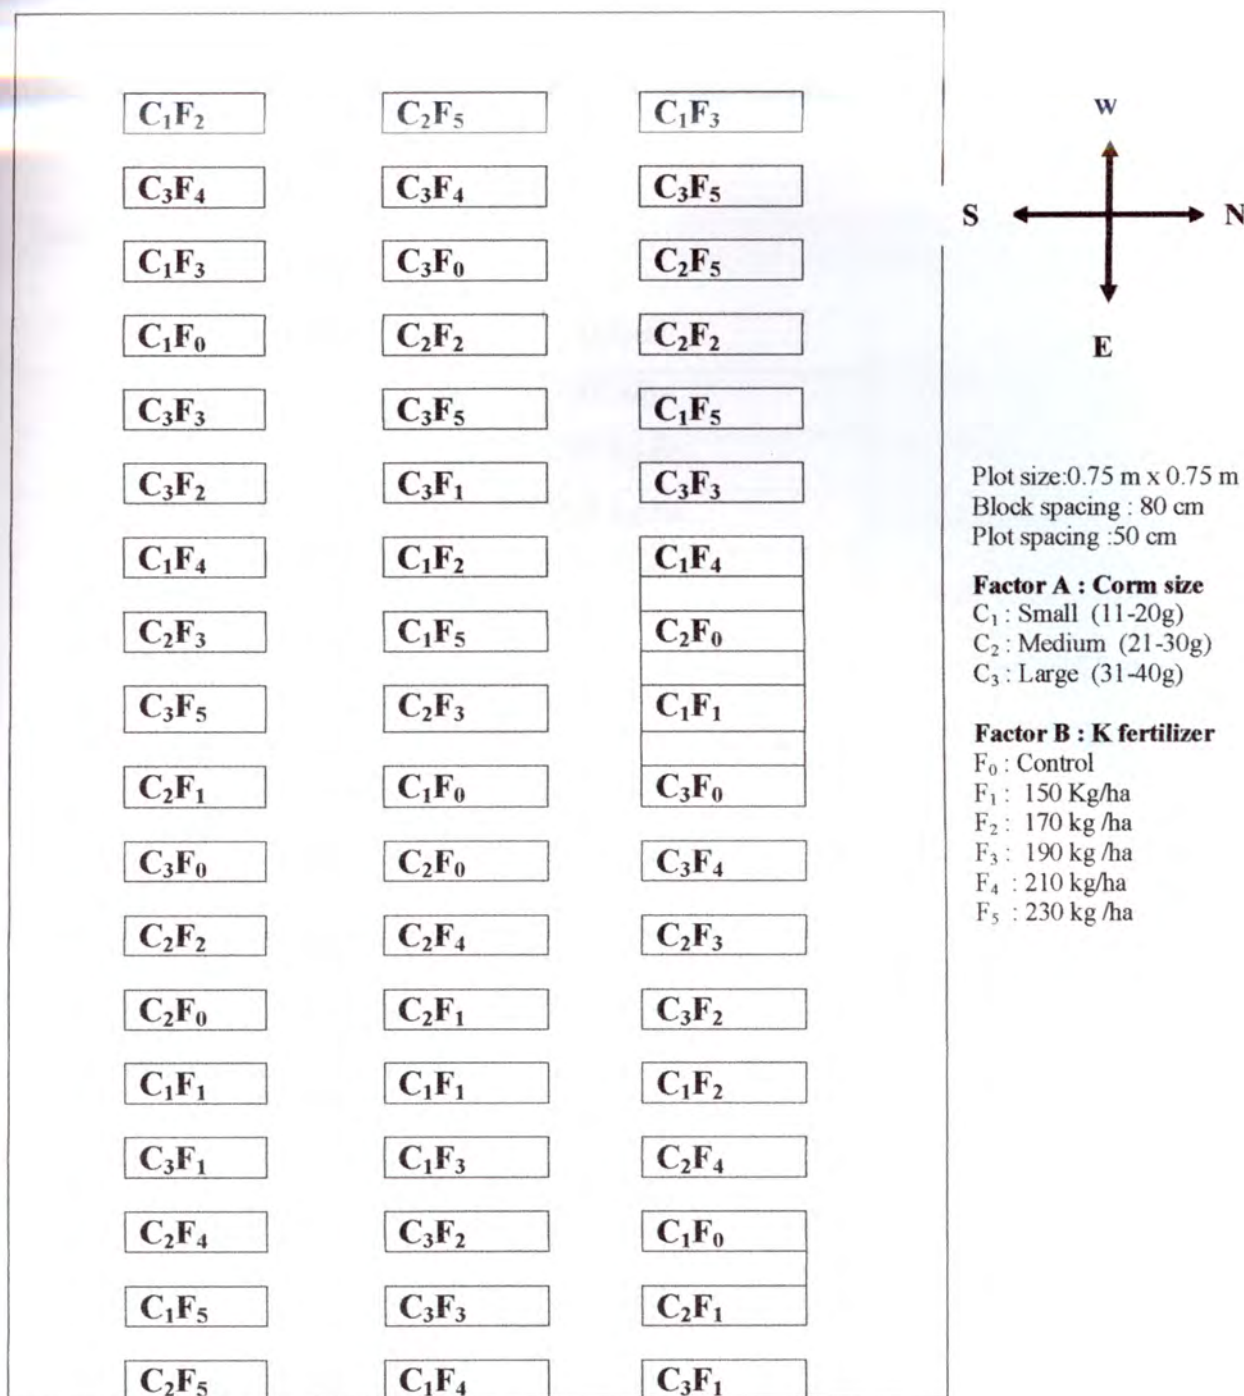 C₁F₂ C₂F₅ C₁F₃
C₃F₄ C₃F₄ C₃F₅
C₁F₃ C₃F₀ C₂F₅
C₁F₀ C₂F₂ C₂F₂
C₃F₃ C₃F₅ C₁F₅
C₃F₂ C₃F₁ C₃F₃
C₁F₄ C₁F₂ C₁F₄
C₂F₃ C₁F₅ C₂F₀
C₃F₅ C₂F₃ C₁F₁
C₂F₁ C₁F₀ C₃F₀
C₃F₀ C₂F₀ C₃F₄
C₂F₂ C₂F₄ C₂F₃
C₂F₀ C₂F₁ C₃F₂
C₁F₁ C₁F₁ C₁F₂
C₃F₁ C₁F₃ C₂F₄
C₂F₄ C₃F₂ C₁F₀
C₁F₅ C₃F₃ C₂F₁
C₂F₅ C₁F₄ C₃F₁
W
S N
E
Plot size:0.75 m x 0.75 m
Block spacing : 80 cm
Plot spacing :50 cm
Factor A : Corm size
C₁ : Small (11-20g)
C₂ : Medium (21-30g)
C₃ : Large (31-40g)
Factor B : K fertilizer
F₀ : Control
F₁ : 150 Kg/ha
F₂ : 170 kg /ha
F₃ : 190 kg /ha
F₄ : 210 kg/ha
F₅ : 230 kg /ha